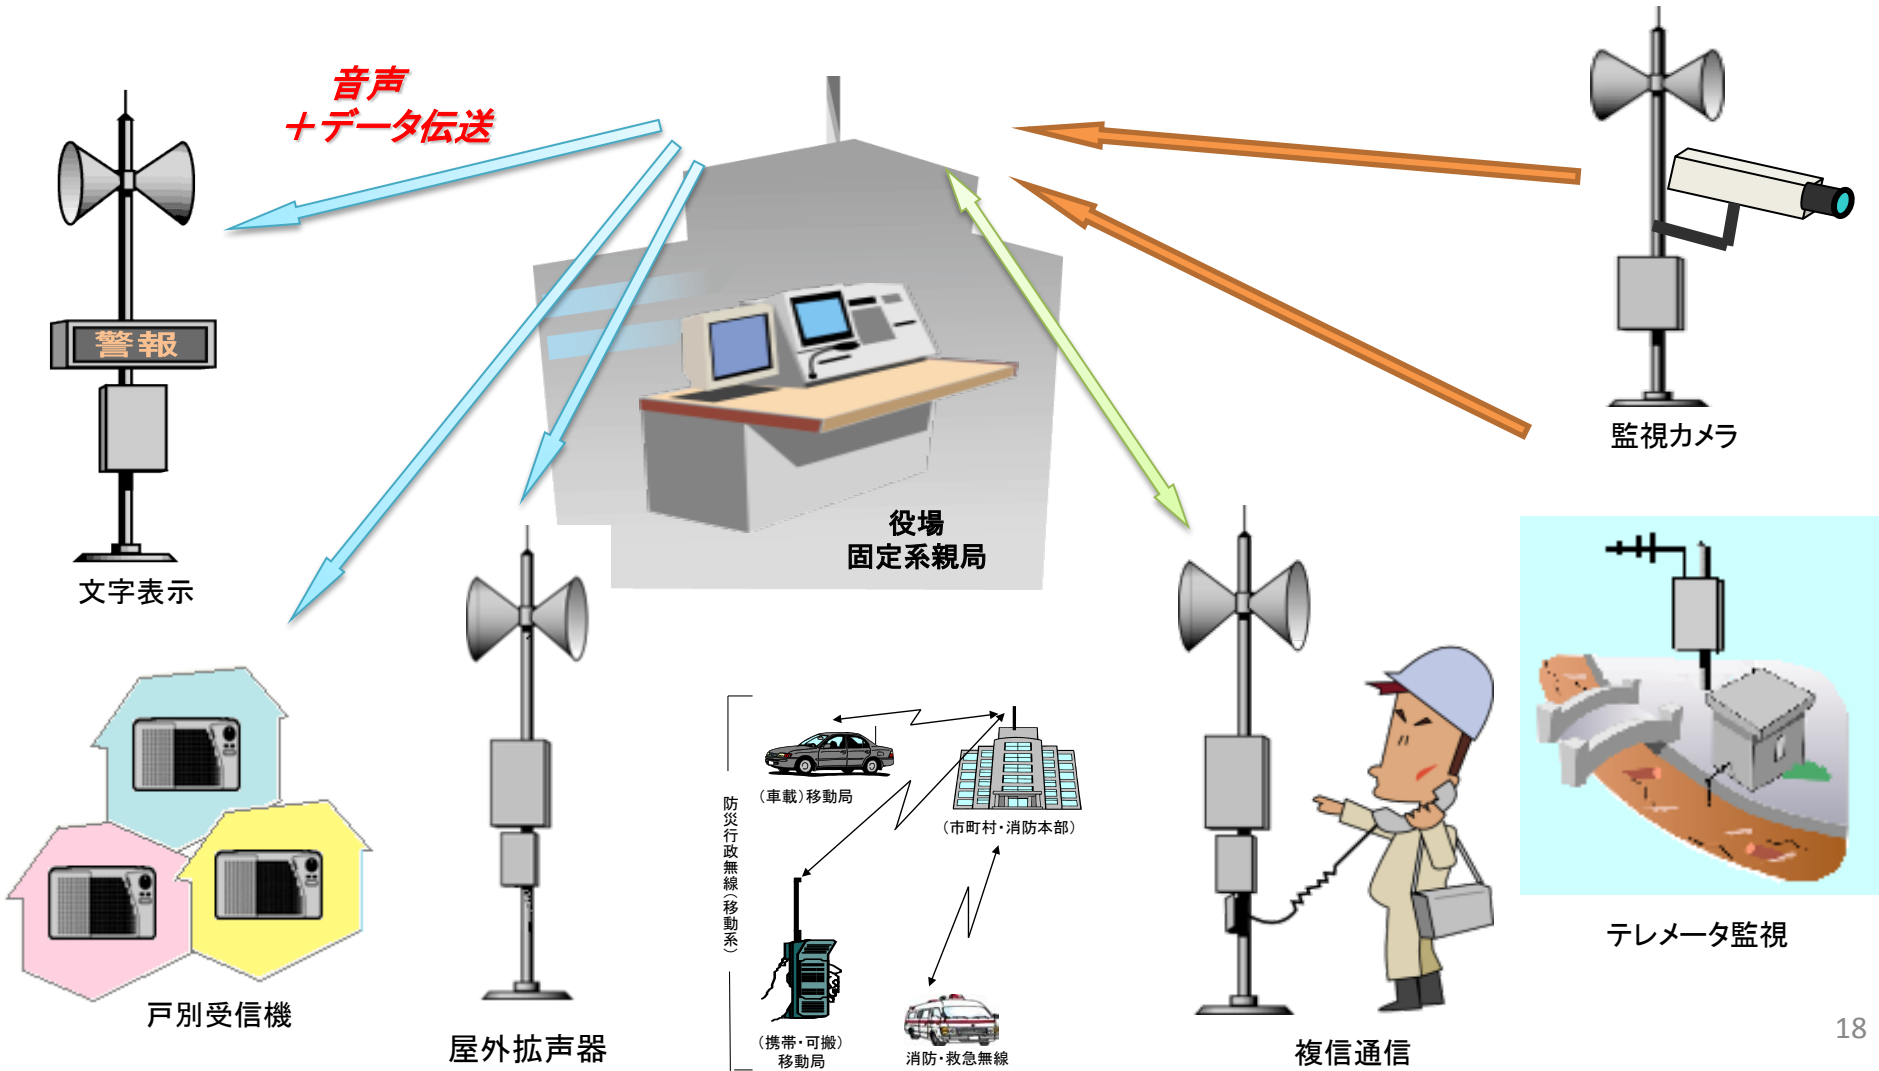 音声
＋データ伝送
警報
文字表示
役場
固定系親局
監視カメラ
戸別受信機
屋外拡声器
防災行政無線（移動系）
（車載）移動局
（市町村・消防本部）
（携帯・可搬）
移動局
消防・救急無線
複信通信
テレメータ監視
18